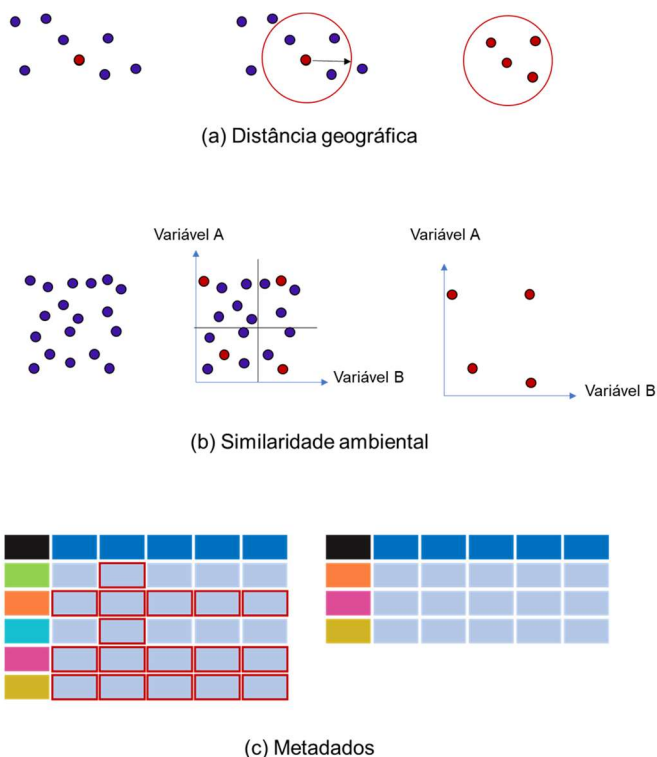 (a) Distância geográfica
Variável A
Variável B
Variável A
Variável B
(b) Similaridade ambiental
(c) Metadados